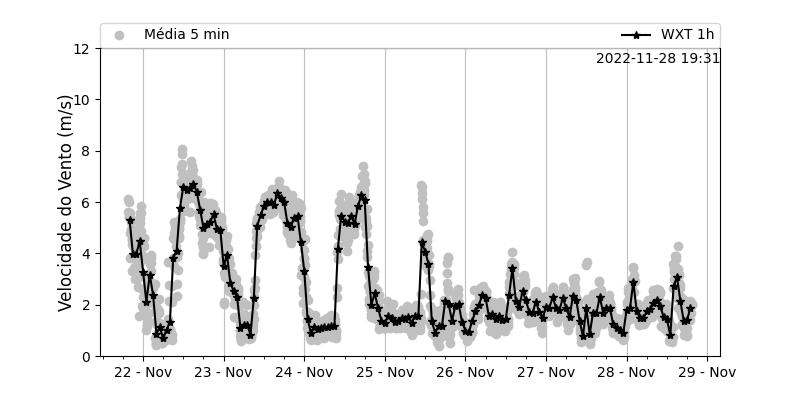 Média 5 min
WXT 1h
2022-11-28 19:31
Velocidade do Vento (m/s)
12
10
8
6
4
2
0
22 - Nov
23 - Nov
24 - Nov
25 - Nov
26 - Nov
27 - Nov
28 - Nov
29 - Nov